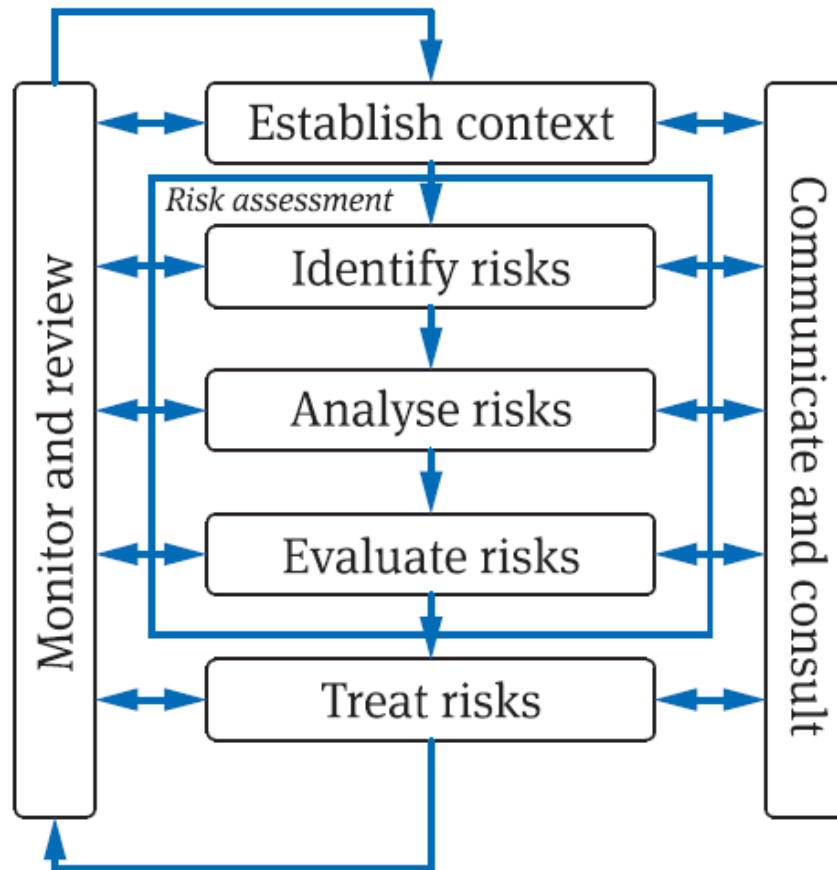 Establish context
Risk assessment
Identify risks
Analyse risks
Evaluate risks
Treat risks
Monitor and review
Communicate and consult